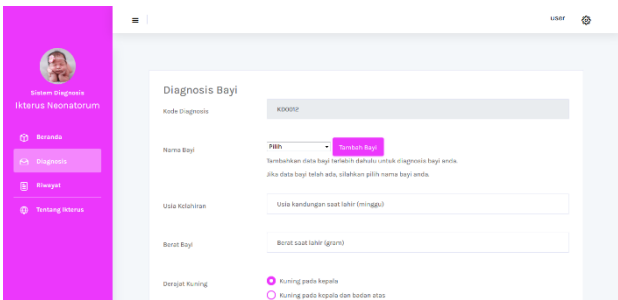 user
Sistem Diagnosis
Ikterus Neonatorum
Beranda
Diagnosis
Riwayat
Tentang Ikterus
Diagnosis Bayi
Kode Diagnosis
KD0012
Nama Bayi
Pilih
Tambah Bayi
Tambahkan data bayi terlebih dahulu untuk diagnosis bayi anda.
Jika data bayi telah ada, silahkan pilih nama bayi anda.
Usia Kelahiran
Usia kandungan saat lahir (minggu)
Berat Bayi
Berat saat lahir (gram)
Derajat Kuning
Kuning pada kepala
Kuning pada kepala dan badan atas